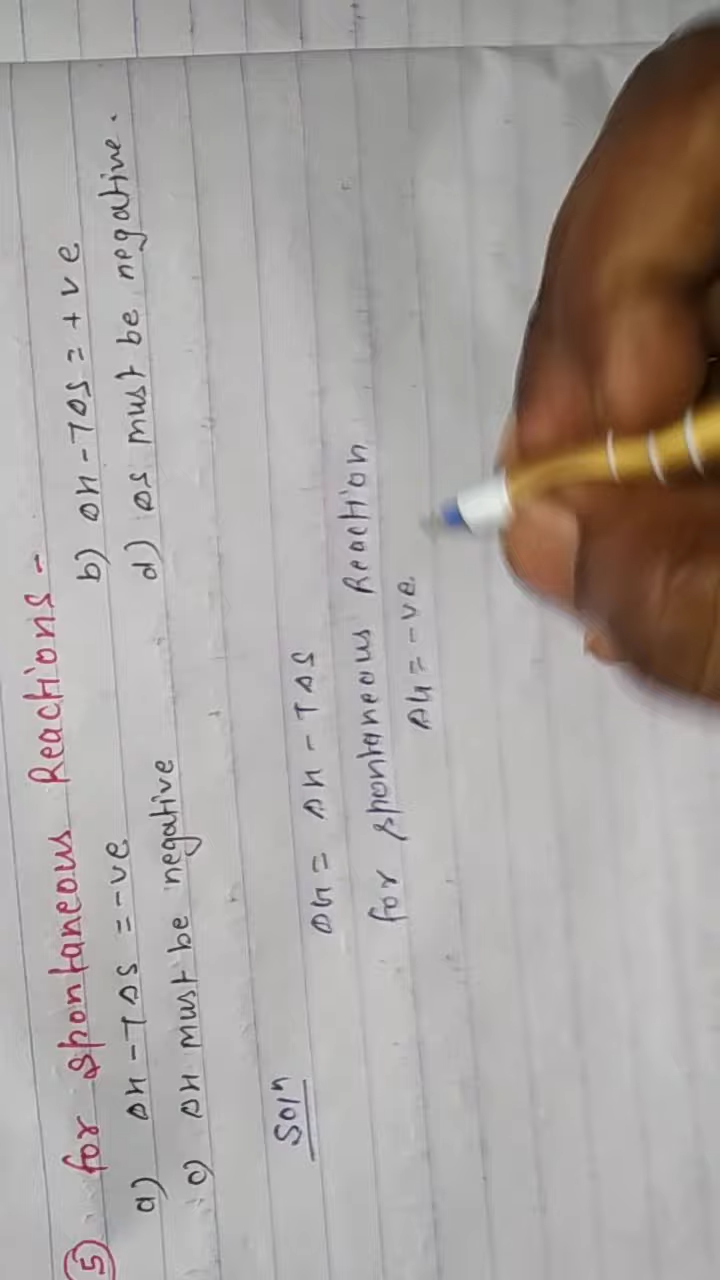 5) for spontaneous Reactions -
a) ΔH - TΔS = -ve b) ΔH - TΔS = +ve
c) ΔH must be negative d) ΔS must be negative.
Soln
ΔG = ΔH - TΔS
for spontaneous Reaction
ΔG = -ve